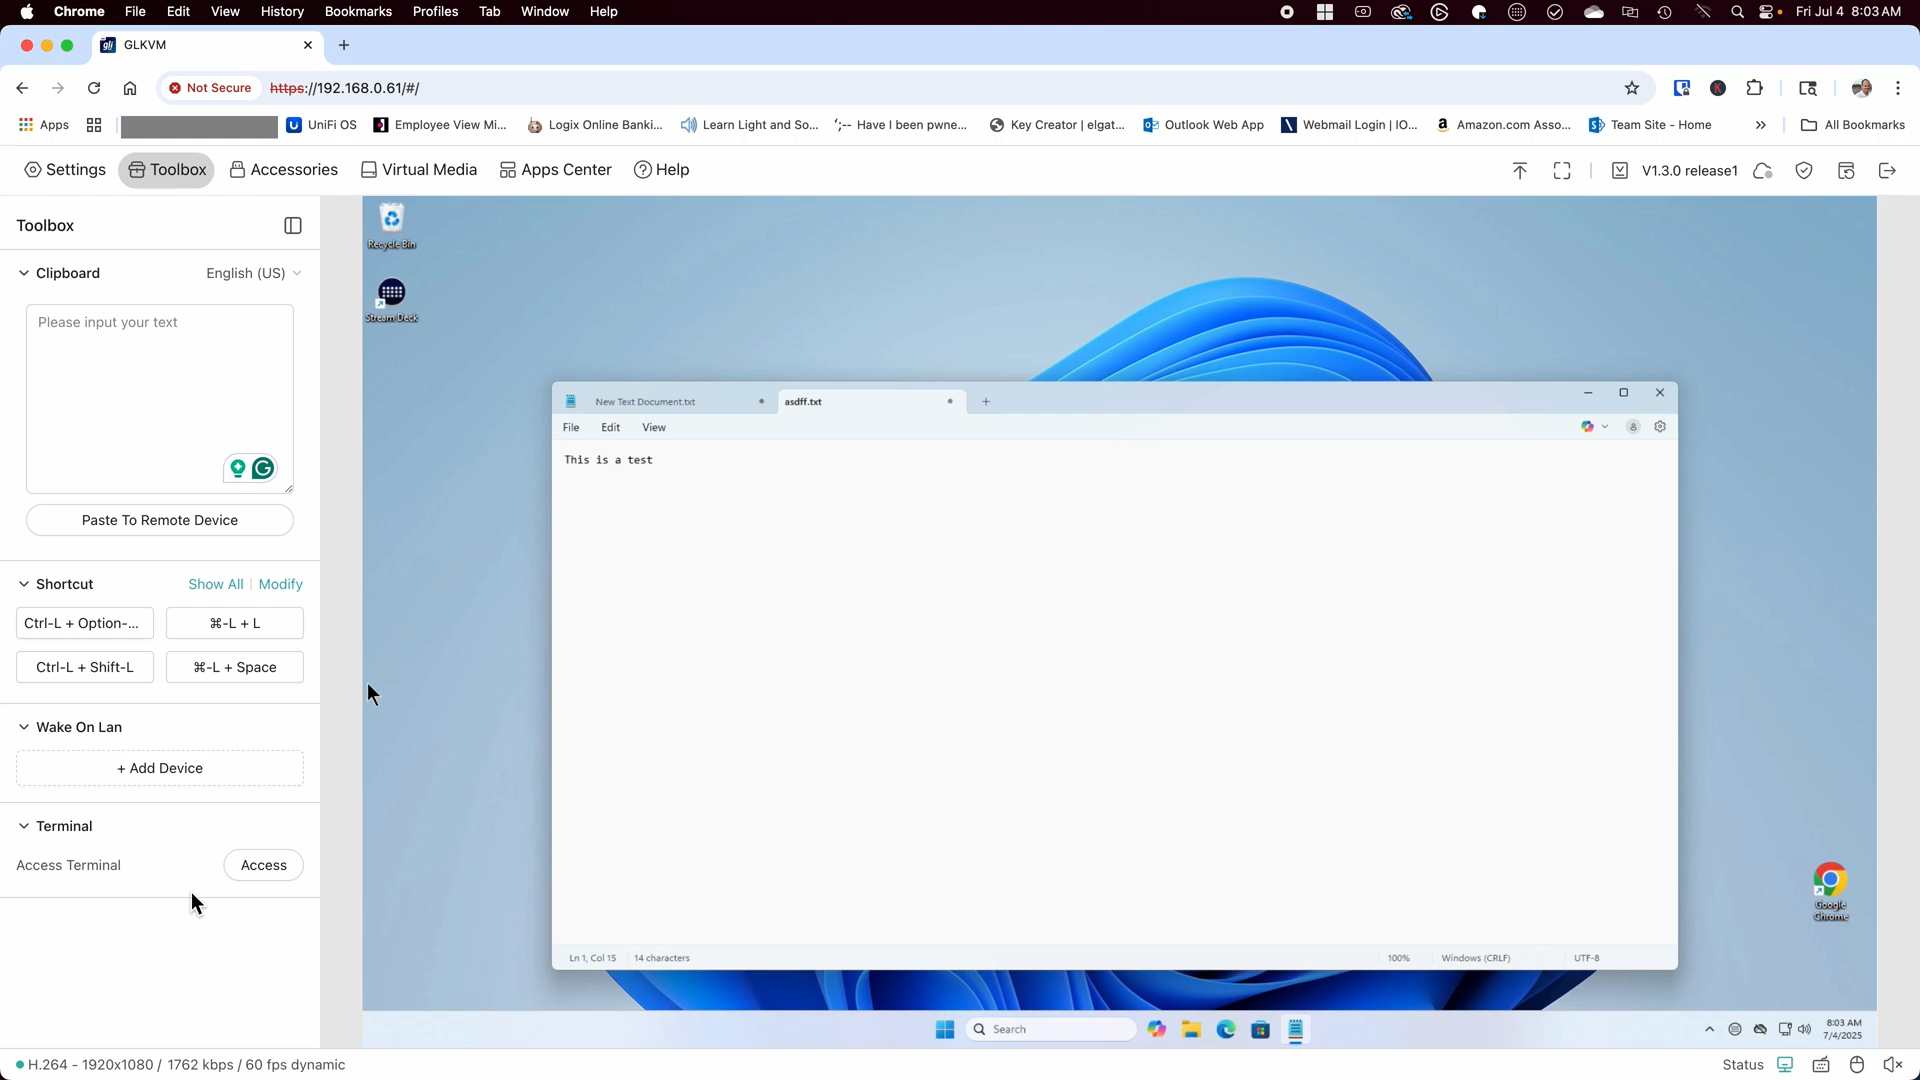 Chrome File Edit View History Bookmarks Profiles Tab Window Help Fri Jul 4 8:03 AM
GLKVM
Not Secure https://192.168.0.61/#/
Apps UniFi OS Employee View Mi... Logix Online Banki... Learn Light and So... Have I been pwne... Key Creator | elgat... Outlook Web App Webmail Login | IO... Amazon.com Asso... Team Site - Home All Bookmarks
Settings Toolbox Accessories Virtual Media Apps Center Help V1.3.0 release1
Toolbox
Recycle Bin
Clipboard English (US)
Please input your text
Stream Deck
New Text Document.txt asdff.txt
File Edit View
This is a test
Paste To Remote Device
Shortcut Show All Modify
Ctrl-L + Option-... ⌘-L + L
Ctrl-L + Shift-L ⌘-L + Space
Wake On Lan
+ Add Device
Terminal
Access Terminal Access
Google
Chrome
Ln 1, Col 15 14 characters 100% Windows (CRLF) UTF-8
Search 8:03 AM
7/4/2025
H.264 - 1920x1080 / 1762 kbps / 60 fps dynamic Status